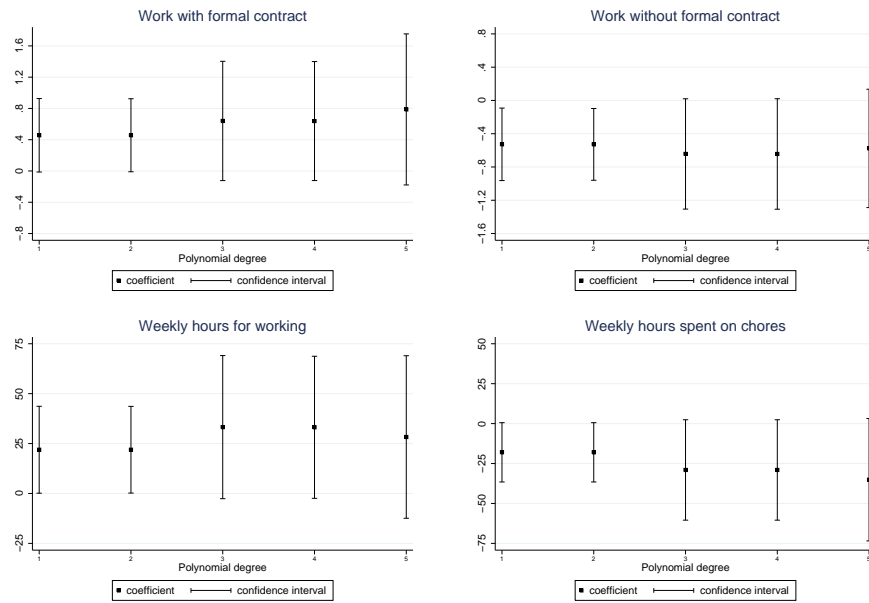 Work with formal contract
1.6
1.2
.8
.4
0
−.4
−.8
1 2 3 4 5
Polynomial degree
coefficient confidence interval
Work without formal contract
.8
.4
0
−.4
−.8
−1.2
−1.6
1 2 3 4 5
Polynomial degree
coefficient confidence interval
Weekly hours for working
75
50
25
0
−25
1 2 3 4 5
Polynomial degree
coefficient confidence interval
Weekly hours spent on chores
50
25
0
−25
−50
−75
1 2 3 4 5
Polynomial degree
coefficient confidence interval